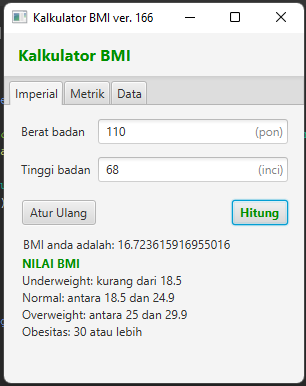 Kalkulator BMI ver. 166
Kalkulator BMI
Imperial Metrik Data
Berat badan 110 (pon)
Tinggi badan 68 (inci)
Atur Ulang Hitung
BMI anda adalah: 16.723615916955016
NILAI BMI
Underweight: kurang dari 18.5
Normal: antara 18.5 dan 24.9
Overweight: antara 25 dan 29.9
Obesitas: 30 atau lebih